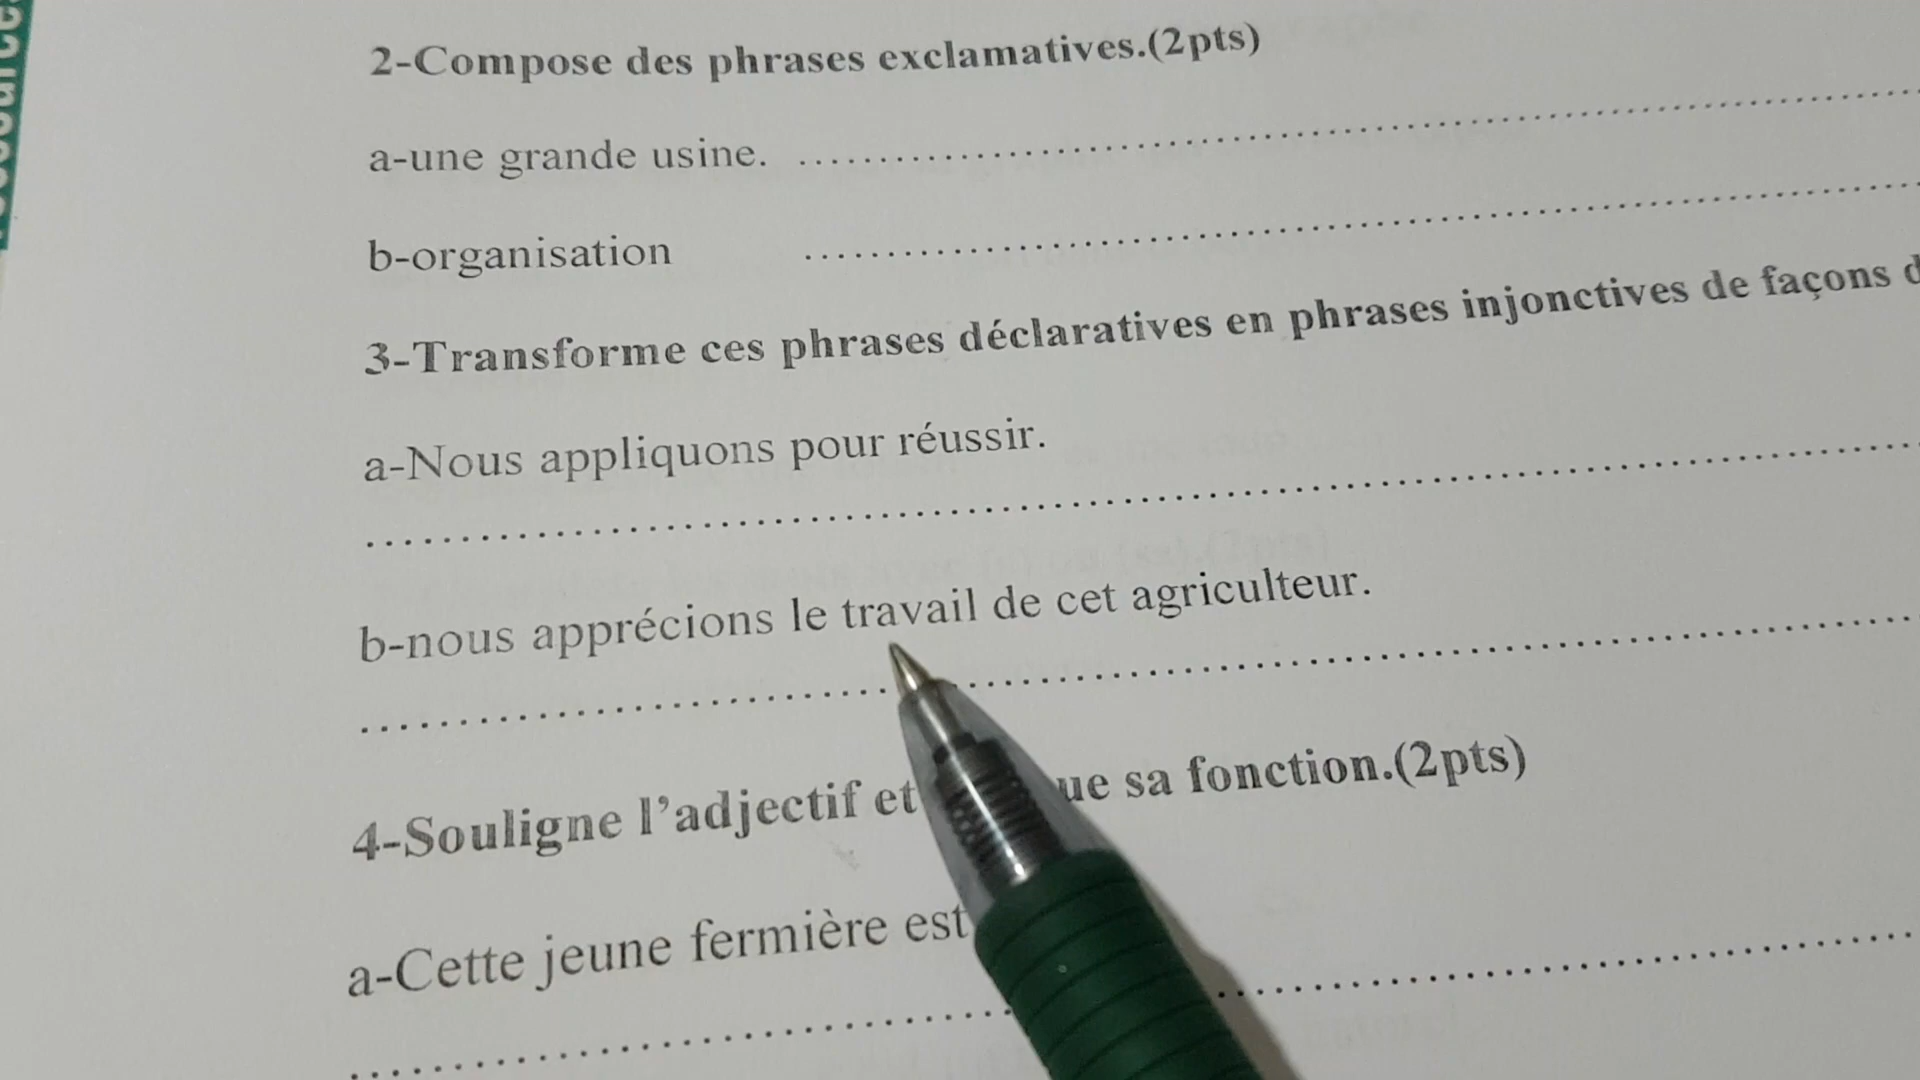 2-Compose des phrases exclamatives.(2pts)
a-une grande usine. ........................................
b-organisation ........................................
3-Transforme ces phrases déclaratives en phrases injonctives de façons
a-Nous appliquons pour réussir.
........................................
b-nous apprécions le travail de cet agriculteur.
........................................
4-Souligne l’adjectif et sa fonction.(2pts)
a-Cette jeune fermière est
........................................